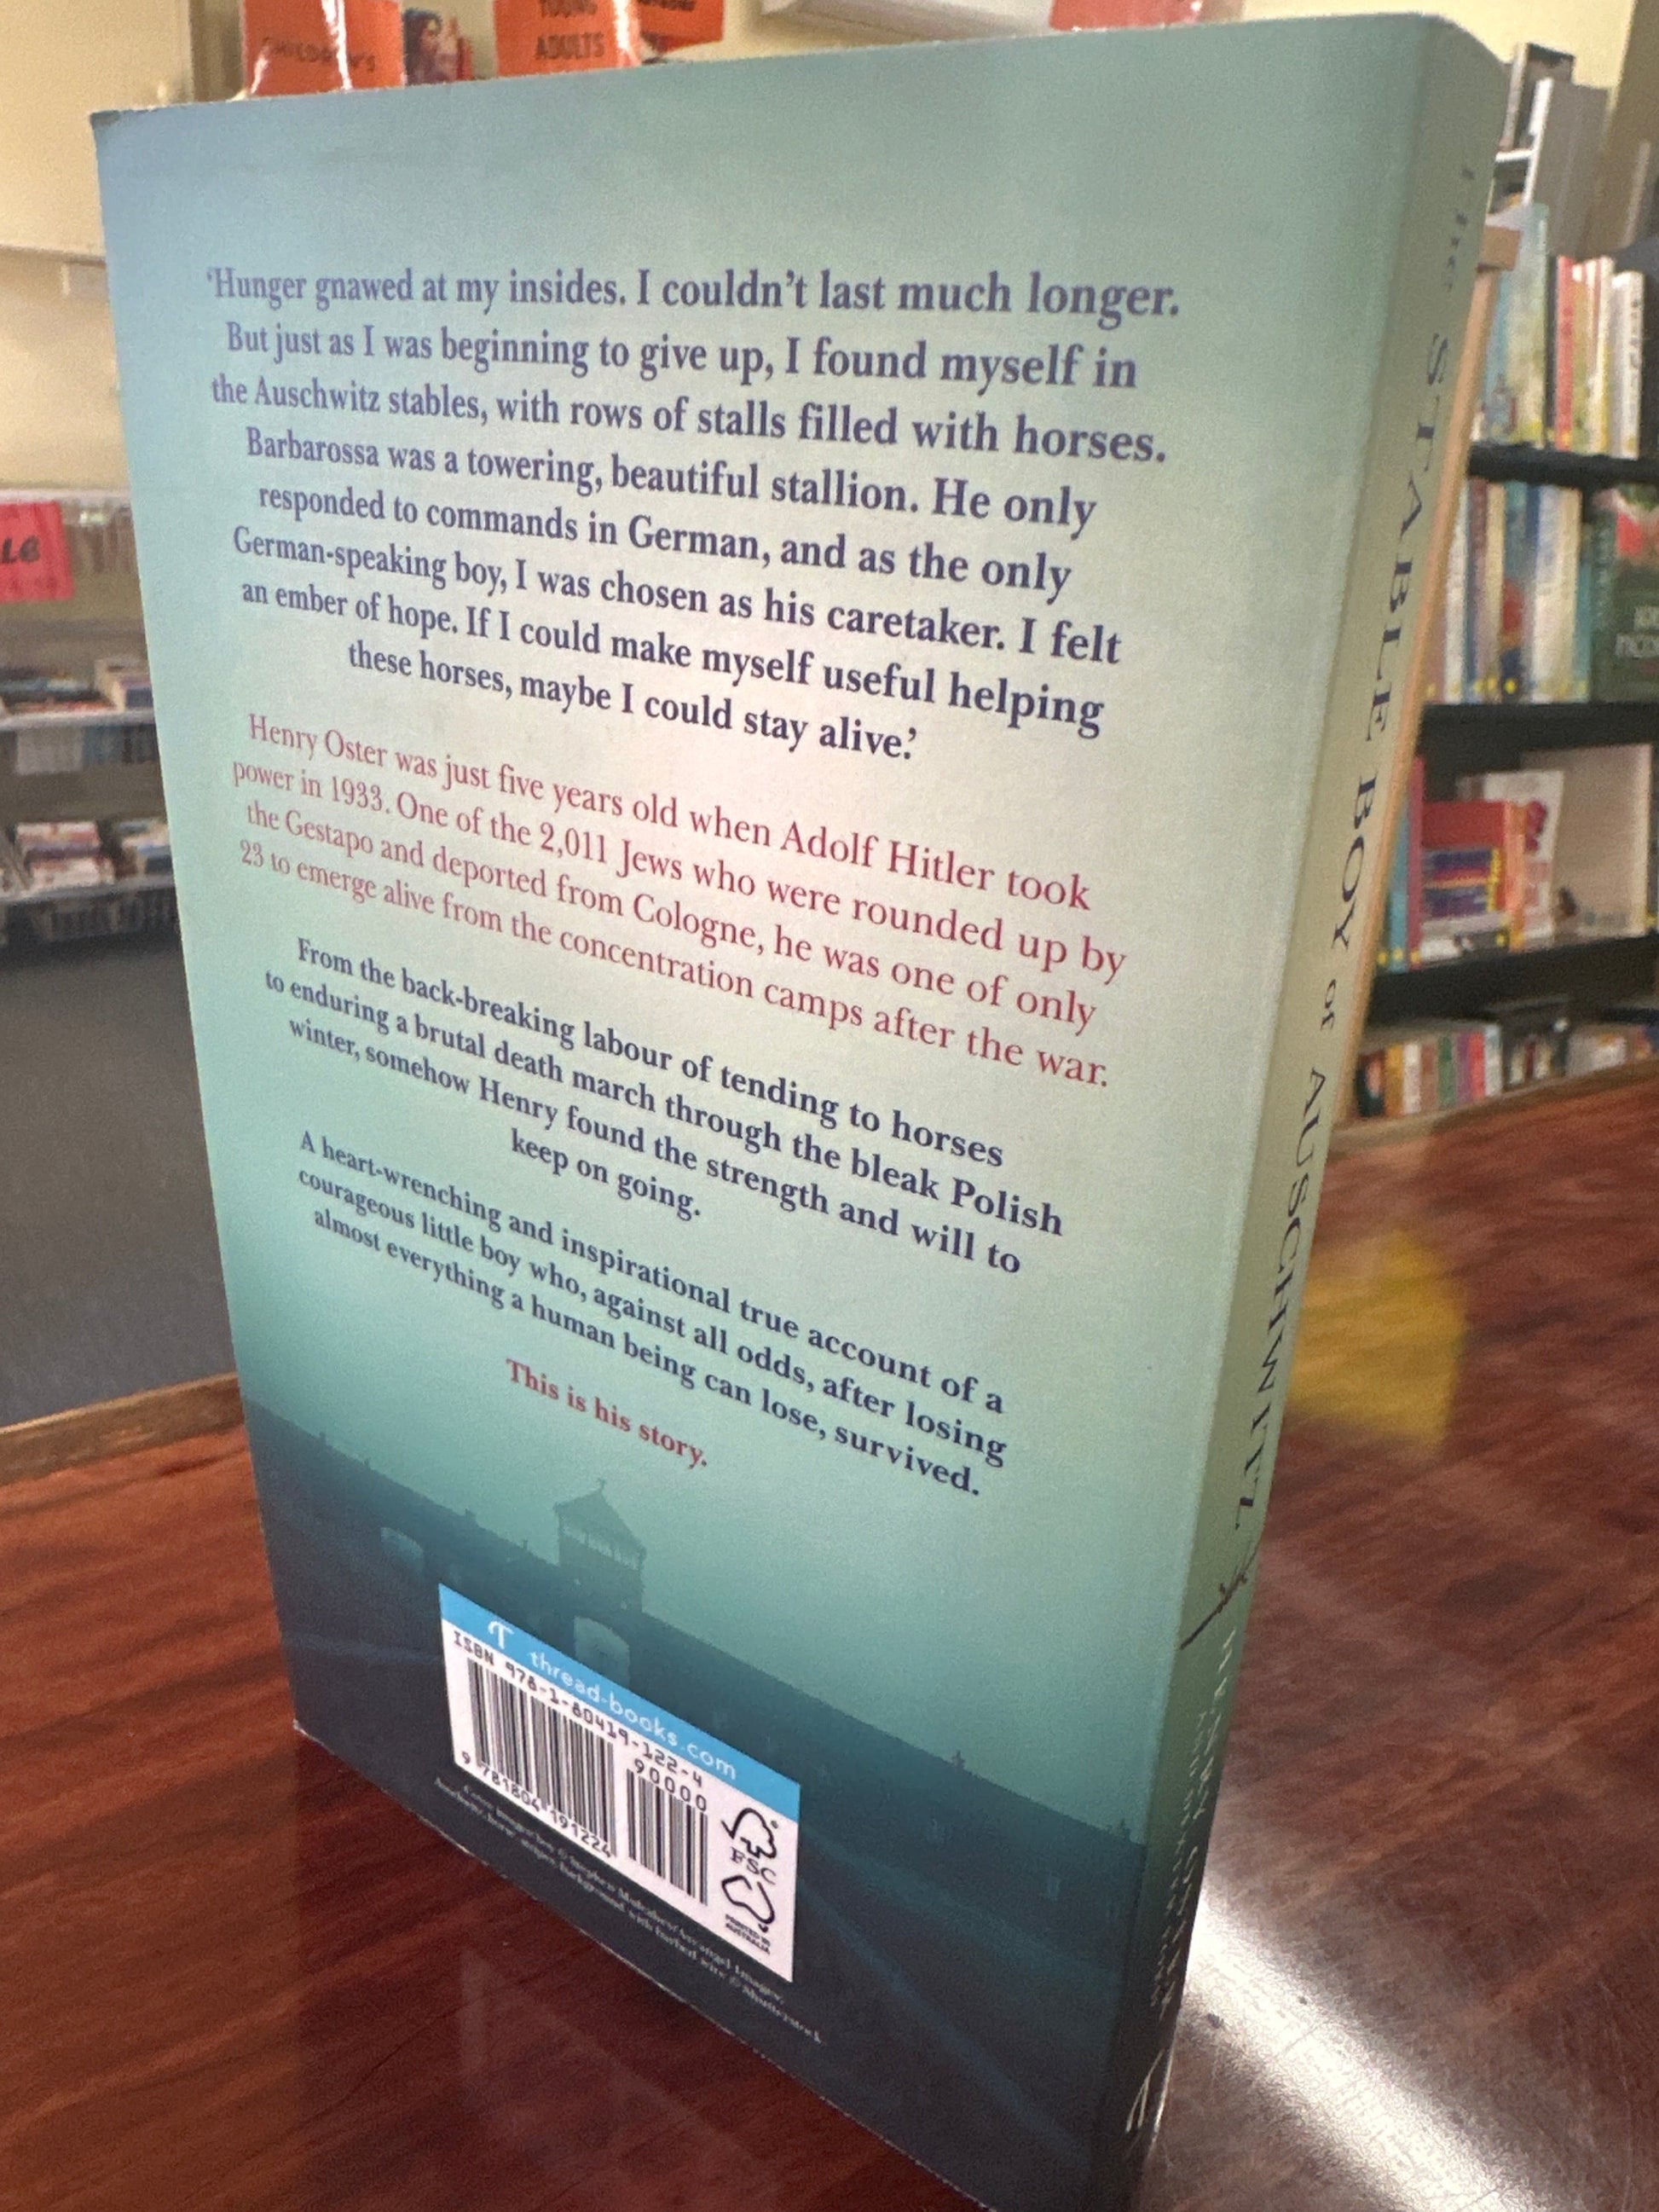 CHILDREN'S
YOUNG
ADULTS
'Hunger gnawed at my insides. I couldn't last much longer.
But just as I was beginning to give up, I found myself in
the Auschwitz stables, with rows of stalls filled with horses.
Barbarossa was a towering, beautiful stallion. He only
responded to commands in German, and as the only
German-speaking boy, I was chosen as his caretaker. I felt
an ember of hope. If I could make myself useful helping
these horses, maybe I could stay alive.'
Henry Oster was just five years old when Adolf Hitler took
power in 1933. One of the 2,011 Jews who were rounded up by
the Gestapo and deported from Cologne, he was one of only
23 to emerge alive from the concentration camps after the war.
From the back-breaking labour of tending to horses
to enduring a brutal death march through the bleak Polish
winter, somehow Henry found the strength and will to
keep on going.
A heart-wrenching and inspirational true account of a
courageous little boy who, against all odds, after losing
almost everything a human being can lose, survived.
This is his story.
thread-books.com
ISBN 978-1-80419-122-4
90000
9 781804 191224
FSC
PRINTED IN
AUSTRALIA
The STABLE BOY of AUSCHWITZ